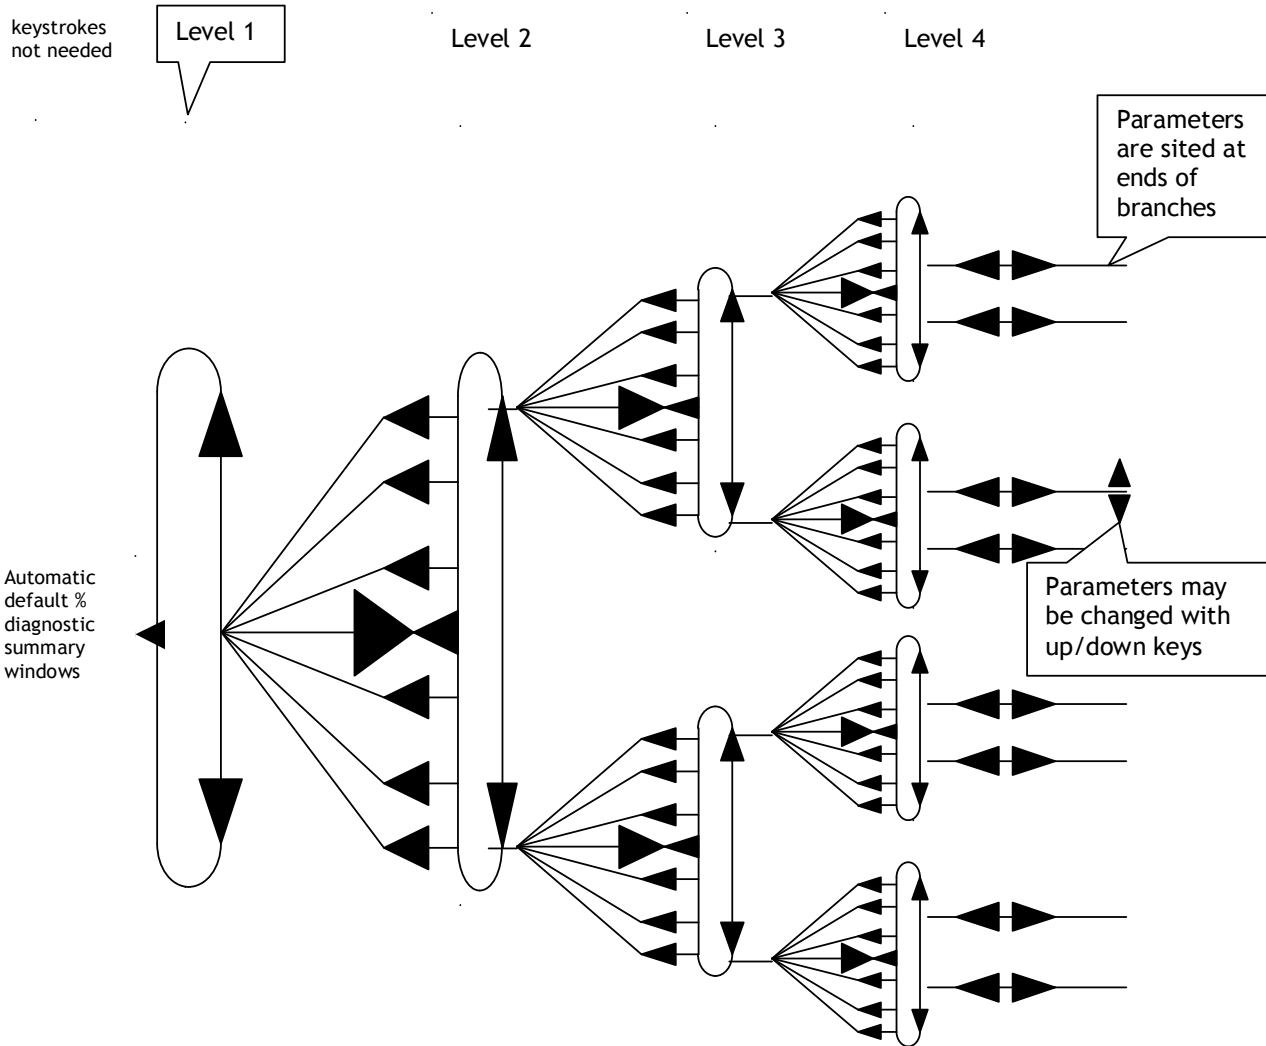 keystrokes
not needed
Level 1
Level 2
Level 3
Level 4
Parameters
are sited at
ends of
branches
Automatic
default %
diagnostic
summary
windows
Parameters may
be changed with
up/down keys